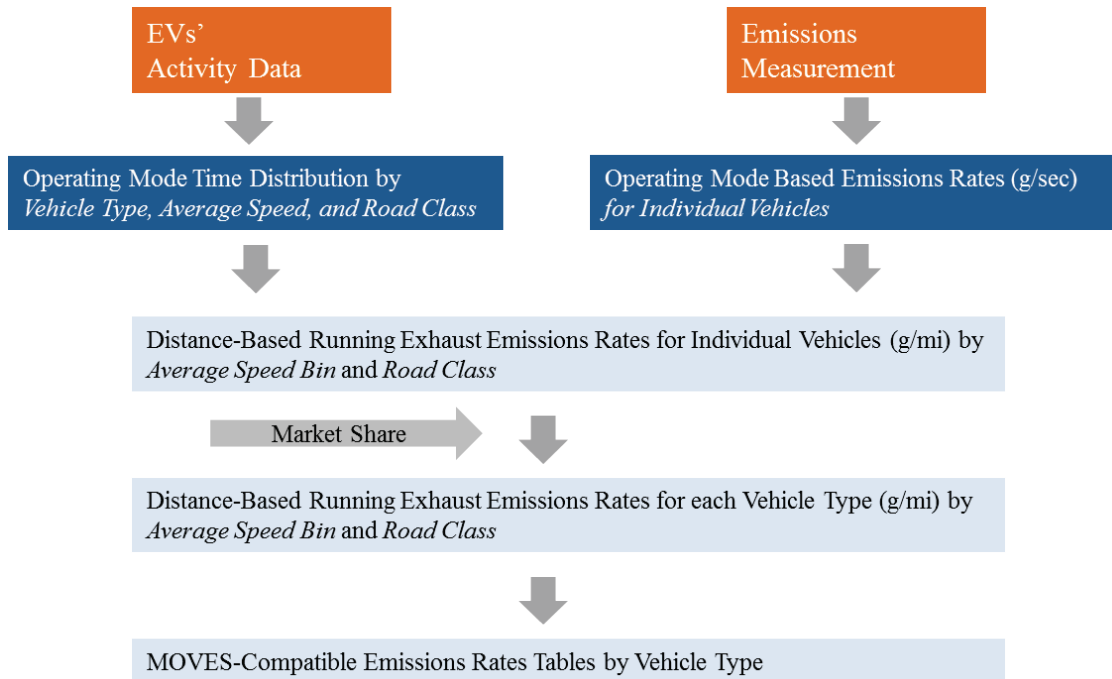 EVs’
Activity Data
Emissions
Measurement
Operating Mode Time Distribution by
Vehicle Type, Average Speed, and Road Class
Operating Mode Based Emissions Rates (g/sec)
for Individual Vehicles
Distance-Based Running Exhaust Emissions Rates for Individual Vehicles (g/mi) by
Average Speed Bin and Road Class
Market Share
Distance-Based Running Exhaust Emissions Rates for each Vehicle Type (g/mi) by
Average Speed Bin and Road Class
MOVES-Compatible Emissions Rates Tables by Vehicle Type